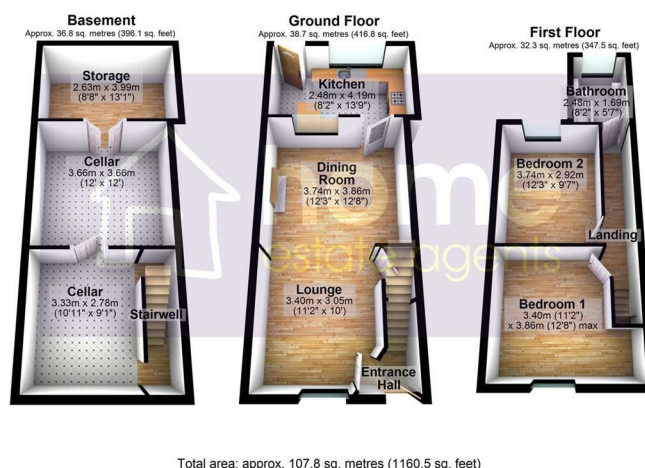 Basement
Approx. 36.8 sq. metres (396.1 sq. feet)
Storage
2.63m x 3.99m
(8'8" x 13'1")
Cellar
3.66m x 3.66m
(12' x 12')
Cellar
3.33m x 2.78m
(10'11" x 9'1")
Stairwell
Ground Floor
Approx. 38.7 sq. metres (416.8 sq. feet)
Kitchen
2.48m x 4.19m
(8'2" x 13'9")
Dining
Room
3.74m x 3.86m
(12'3" x 12'8")
Lounge
3.40m x 3.05m
(11'2" x 10')
Entrance
Hall
First Floor
Approx. 32.3 sq. metres (347.5 sq. feet)
Bathroom
2.48m x 1.69m
(8'2" x 5'7")
Bedroom 2
3.74m x 2.92m
(12'3" x 9'7")
Landing
Bedroom 1
3.40m (11'2")
x 3.86m (12'8") max
home
estate agents
Total area: approx. 107.8 sq. metres (1160.5 sq. feet)